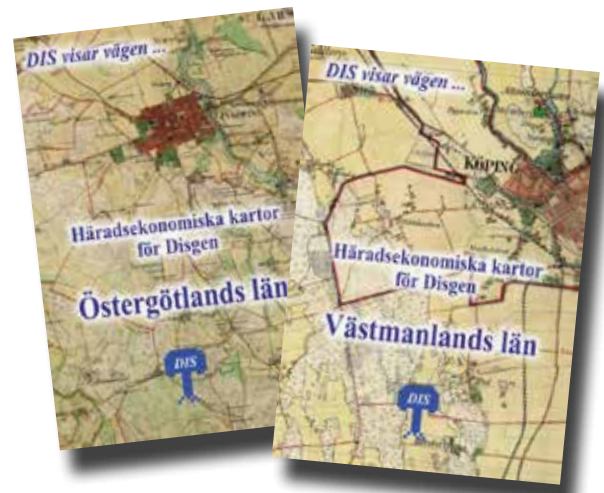 DIS visar vägen ...
Häradsekonomiska kartor
för Disgen
Östergötlands län
DIS
DIS visar vägen ...
KÖPING
Häradsekonomiska kartor
för Disgen
Västmanlands län
DIS